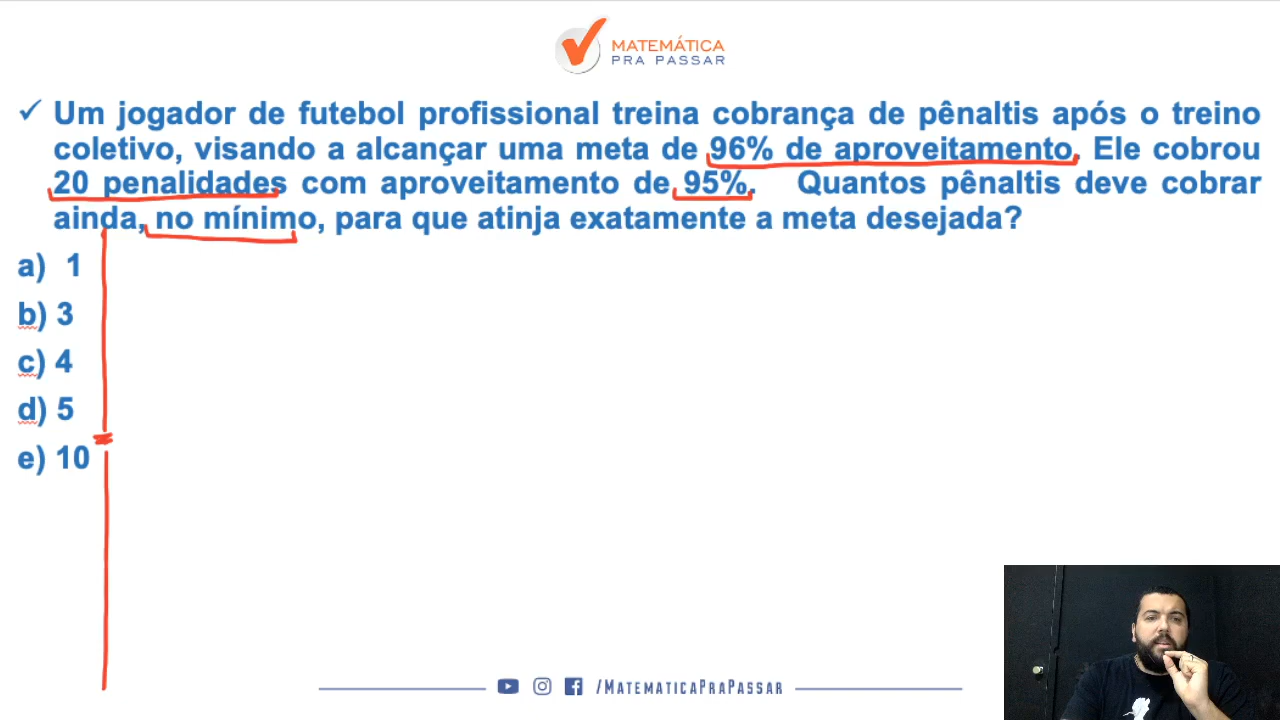 MATEMÁTICA
PRA PASSAR
✓ Um jogador de futebol profissional treina cobrança de pênaltis após o treino
coletivo, visando a alcançar uma meta de 96% de aproveitamento. Ele cobrou
20 penalidades com aproveitamento de 95%. Quantos pênaltis deve cobrar
ainda, no mínimo, para que atinja exatamente a meta desejada?
a) 1
b) 3
c) 4
d) 5
e) 10
/MATEMATICAPRAPASSAR